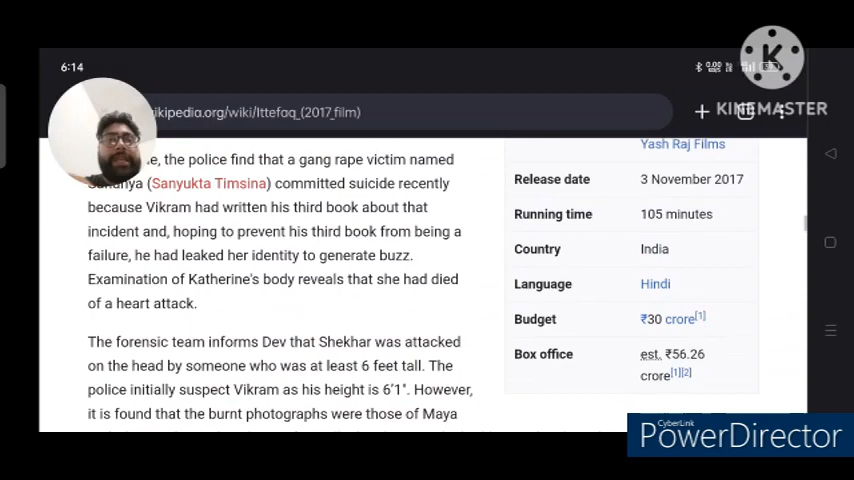 6:14
KINEMASTER
ikipedia.org/wiki/Ittefaq_(2017_film)
e, the police find that a gang rape victim named
(Sanyukta Timsina) committed suicide recently
because Vikram had written his third book about that
incident and, hoping to prevent his third book from being a
failure, he had leaked her identity to generate buzz.
Examination of Katherine's body reveals that she had died
of a heart attack.
The forensic team informs Dev that Shekhar was attacked
on the head by someone who was at least 6 feet tall. The
police initially suspect Vikram as his height is 6'1". However,
it is found that the burnt photographs were those of Maya
Yash Raj Films
Release date 3 November 2017
Running time 105 minutes
Country India
Language Hindi
Budget ₹30 crore[1]
Box office est. ₹56.26
crore[1][2]
CyberLink
PowerDirector